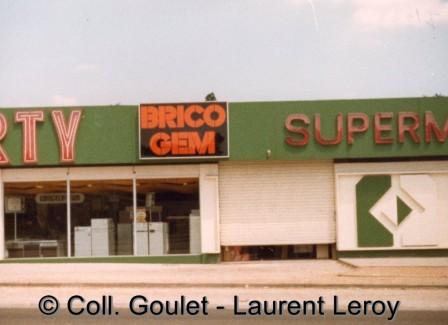 RTY
BRICO
GEM
SUPERM
© Coll. Goulet - Laurent Leroy